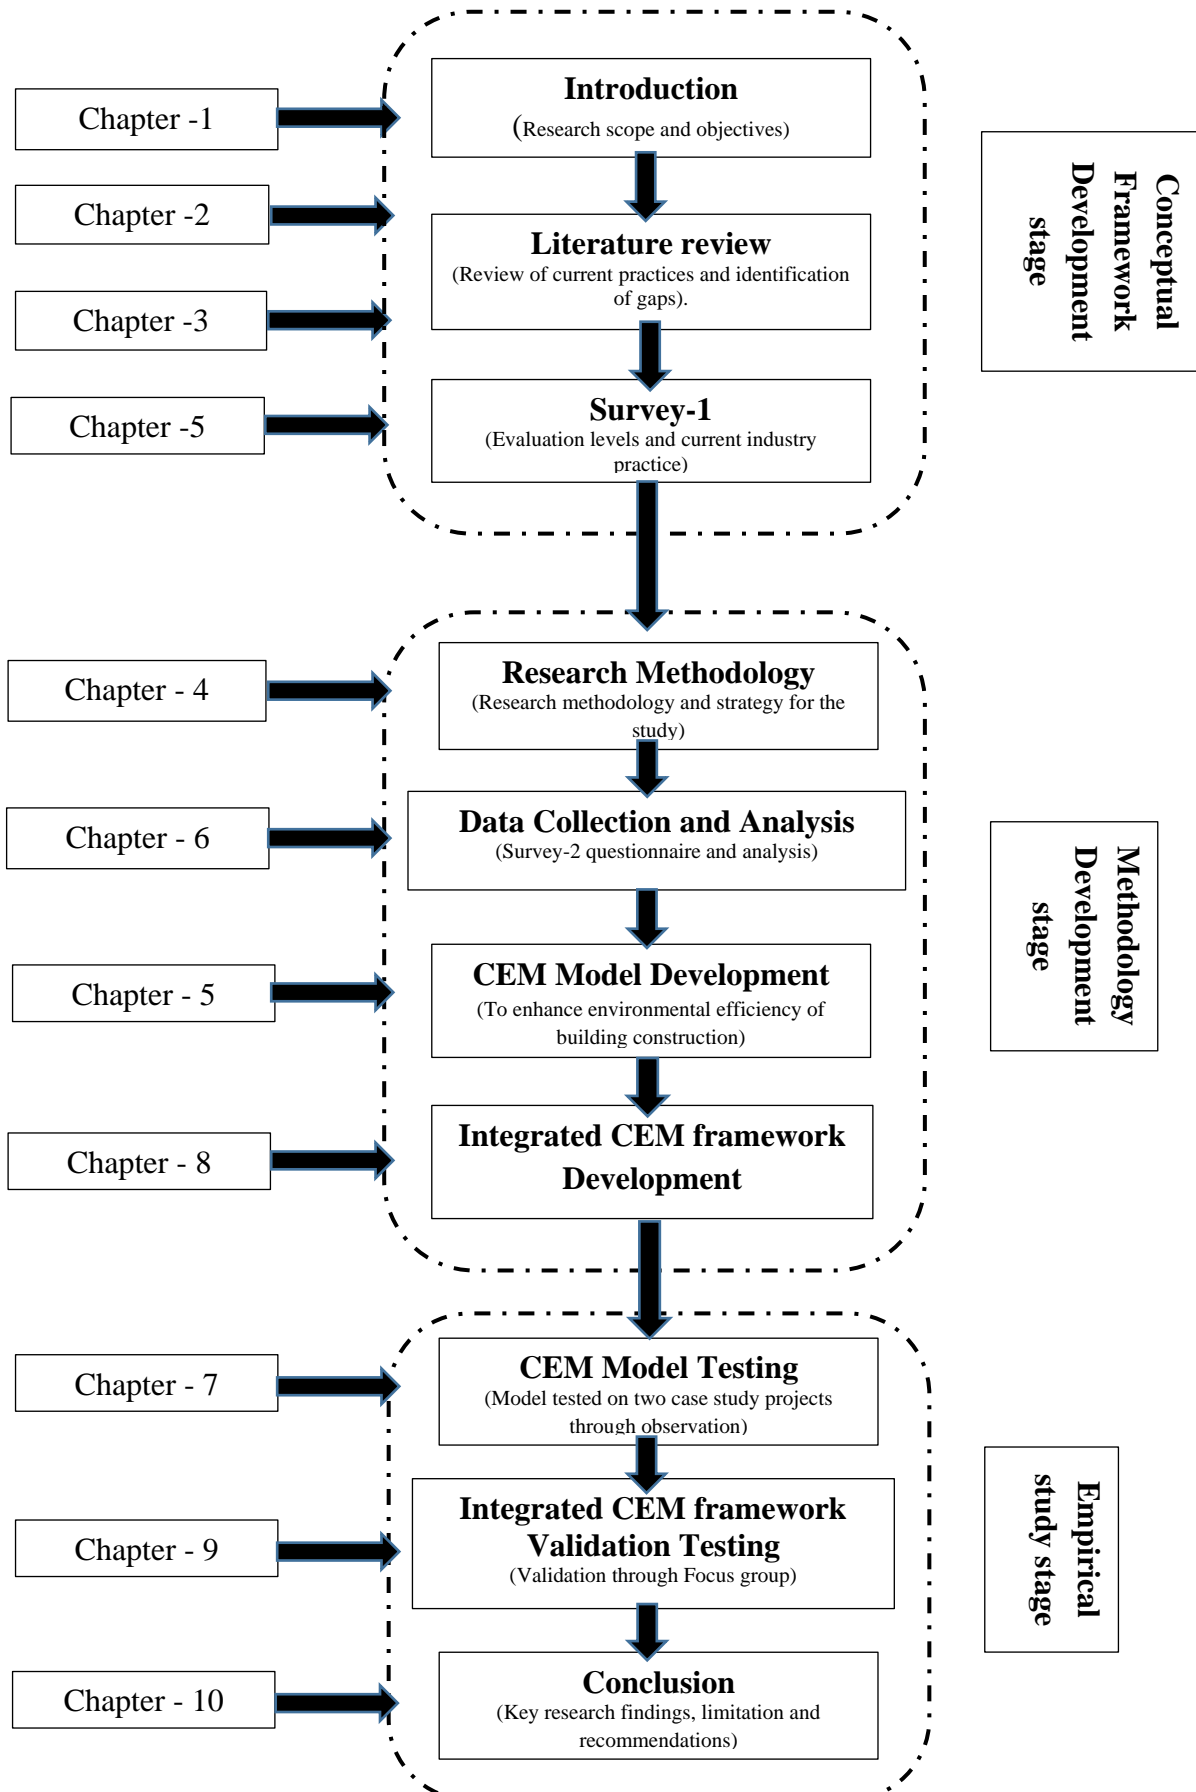 Chapter -1
Introduction
(Research scope and objectives)
Chapter -2
Literature review
(Review of current practices and identification
of gaps).
Chapter -3
Chapter -5
Survey-1
(Evaluation levels and current industry
practice)
Conceptual
Framework
Development
stage
Chapter - 4
Research Methodology
(Research methodology and strategy for the
study)
Chapter - 6
Data Collection and Analysis
(Survey-2 questionnaire and analysis)
Chapter - 5
CEM Model Development
(To enhance environmental efficiency of
building construction)
Chapter - 8
Integrated CEM framework
Development
Methodology
Development
stage
Chapter - 7
CEM Model Testing
(Model tested on two case study projects
through observation)
Chapter - 9
Integrated CEM framework
Validation Testing
(Validation through Focus group)
Chapter - 10
Conclusion
(Key research findings, limitation and
recommendations)
Empirical
study stage